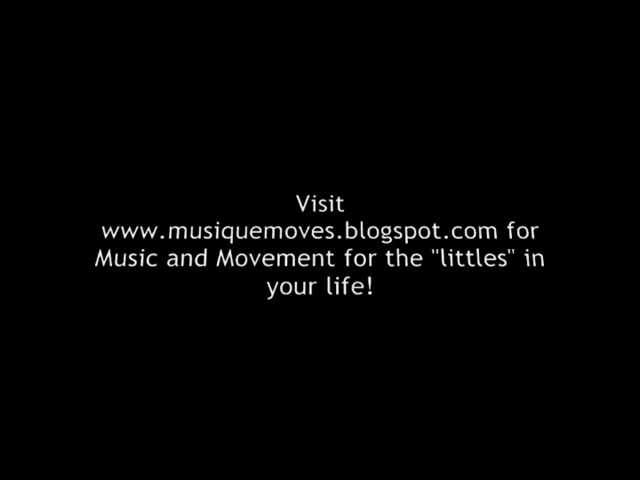 Visit
www.musiquemoves.blogspot.com for
Music and Movement for the "littles" in
your life!